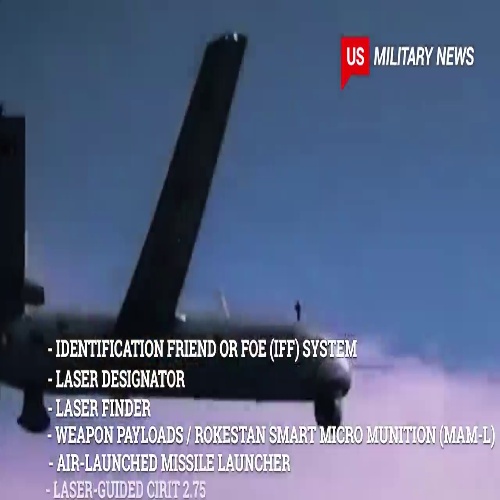 US MILITARY NEWS
- IDENTIFICATION FRIEND OR FOE (IFF) SYSTEM
- LASER DESIGNATOR
- LASER FINDER
- WEAPON PAYLOADS / ROKESTAN SMART MICRO MUNITION (MAM-L)
- AIR-LAUNCHED MISSILE LAUNCHER
- LASER-GUIDED CIRIT 2.75